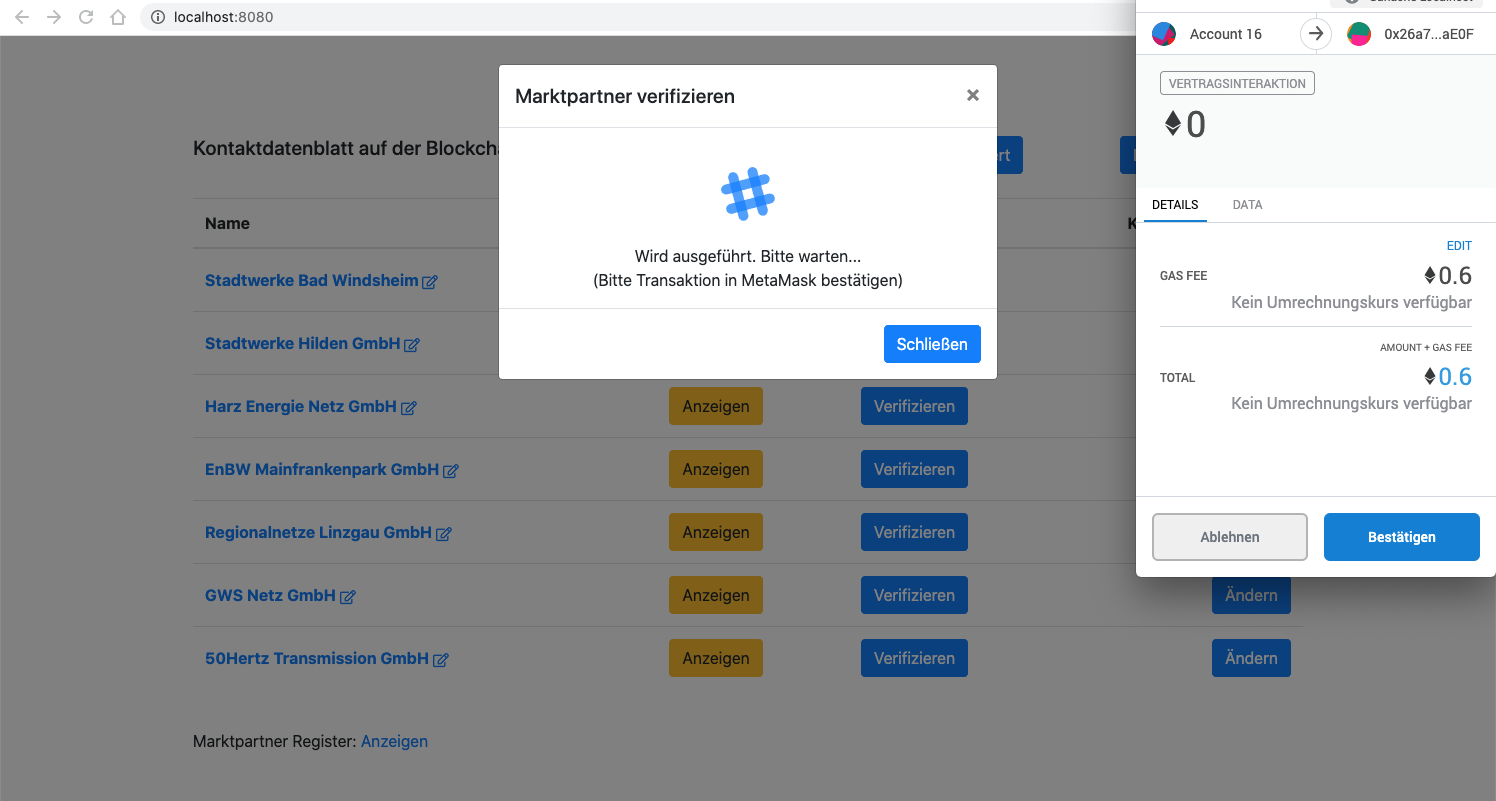 localhost:8080
Account 16
0x26a7...aE0F
VERTRAGSINTERAKTION
0
DETAILS
DATA
EDIT
GAS FEE
0.6
Kein Umrechnungskurs verfügbar
AMOUNT + GAS FEE
TOTAL
0.6
Kein Umrechnungskurs verfügbar
Ablehnen
Bestätigen
Marktpartner verifizieren
×
Wird ausgeführt. Bitte warten...
(Bitte Transaktion in MetaMask bestätigen)
Schließen
Kontaktdatenblatt auf der Blockcha
rt
Name
K
Stadtwerke Bad Windsheim
Stadtwerke Hilden GmbH
Harz Energie Netz GmbH
Anzeigen
Verifizieren
EnBW Mainfrankenpark GmbH
Anzeigen
Verifizieren
Regionalnetze Linzgau GmbH
Anzeigen
Verifizieren
GWS Netz GmbH
Anzeigen
Verifizieren
Ändern
50Hertz Transmission GmbH
Anzeigen
Verifizieren
Ändern
Marktpartner Register: Anzeigen